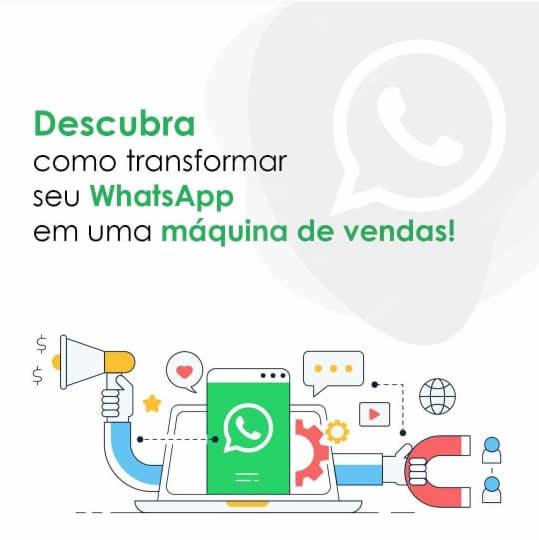 Descubra
como transformar
seu WhatsApp
em uma máquina de vendas!
$
$